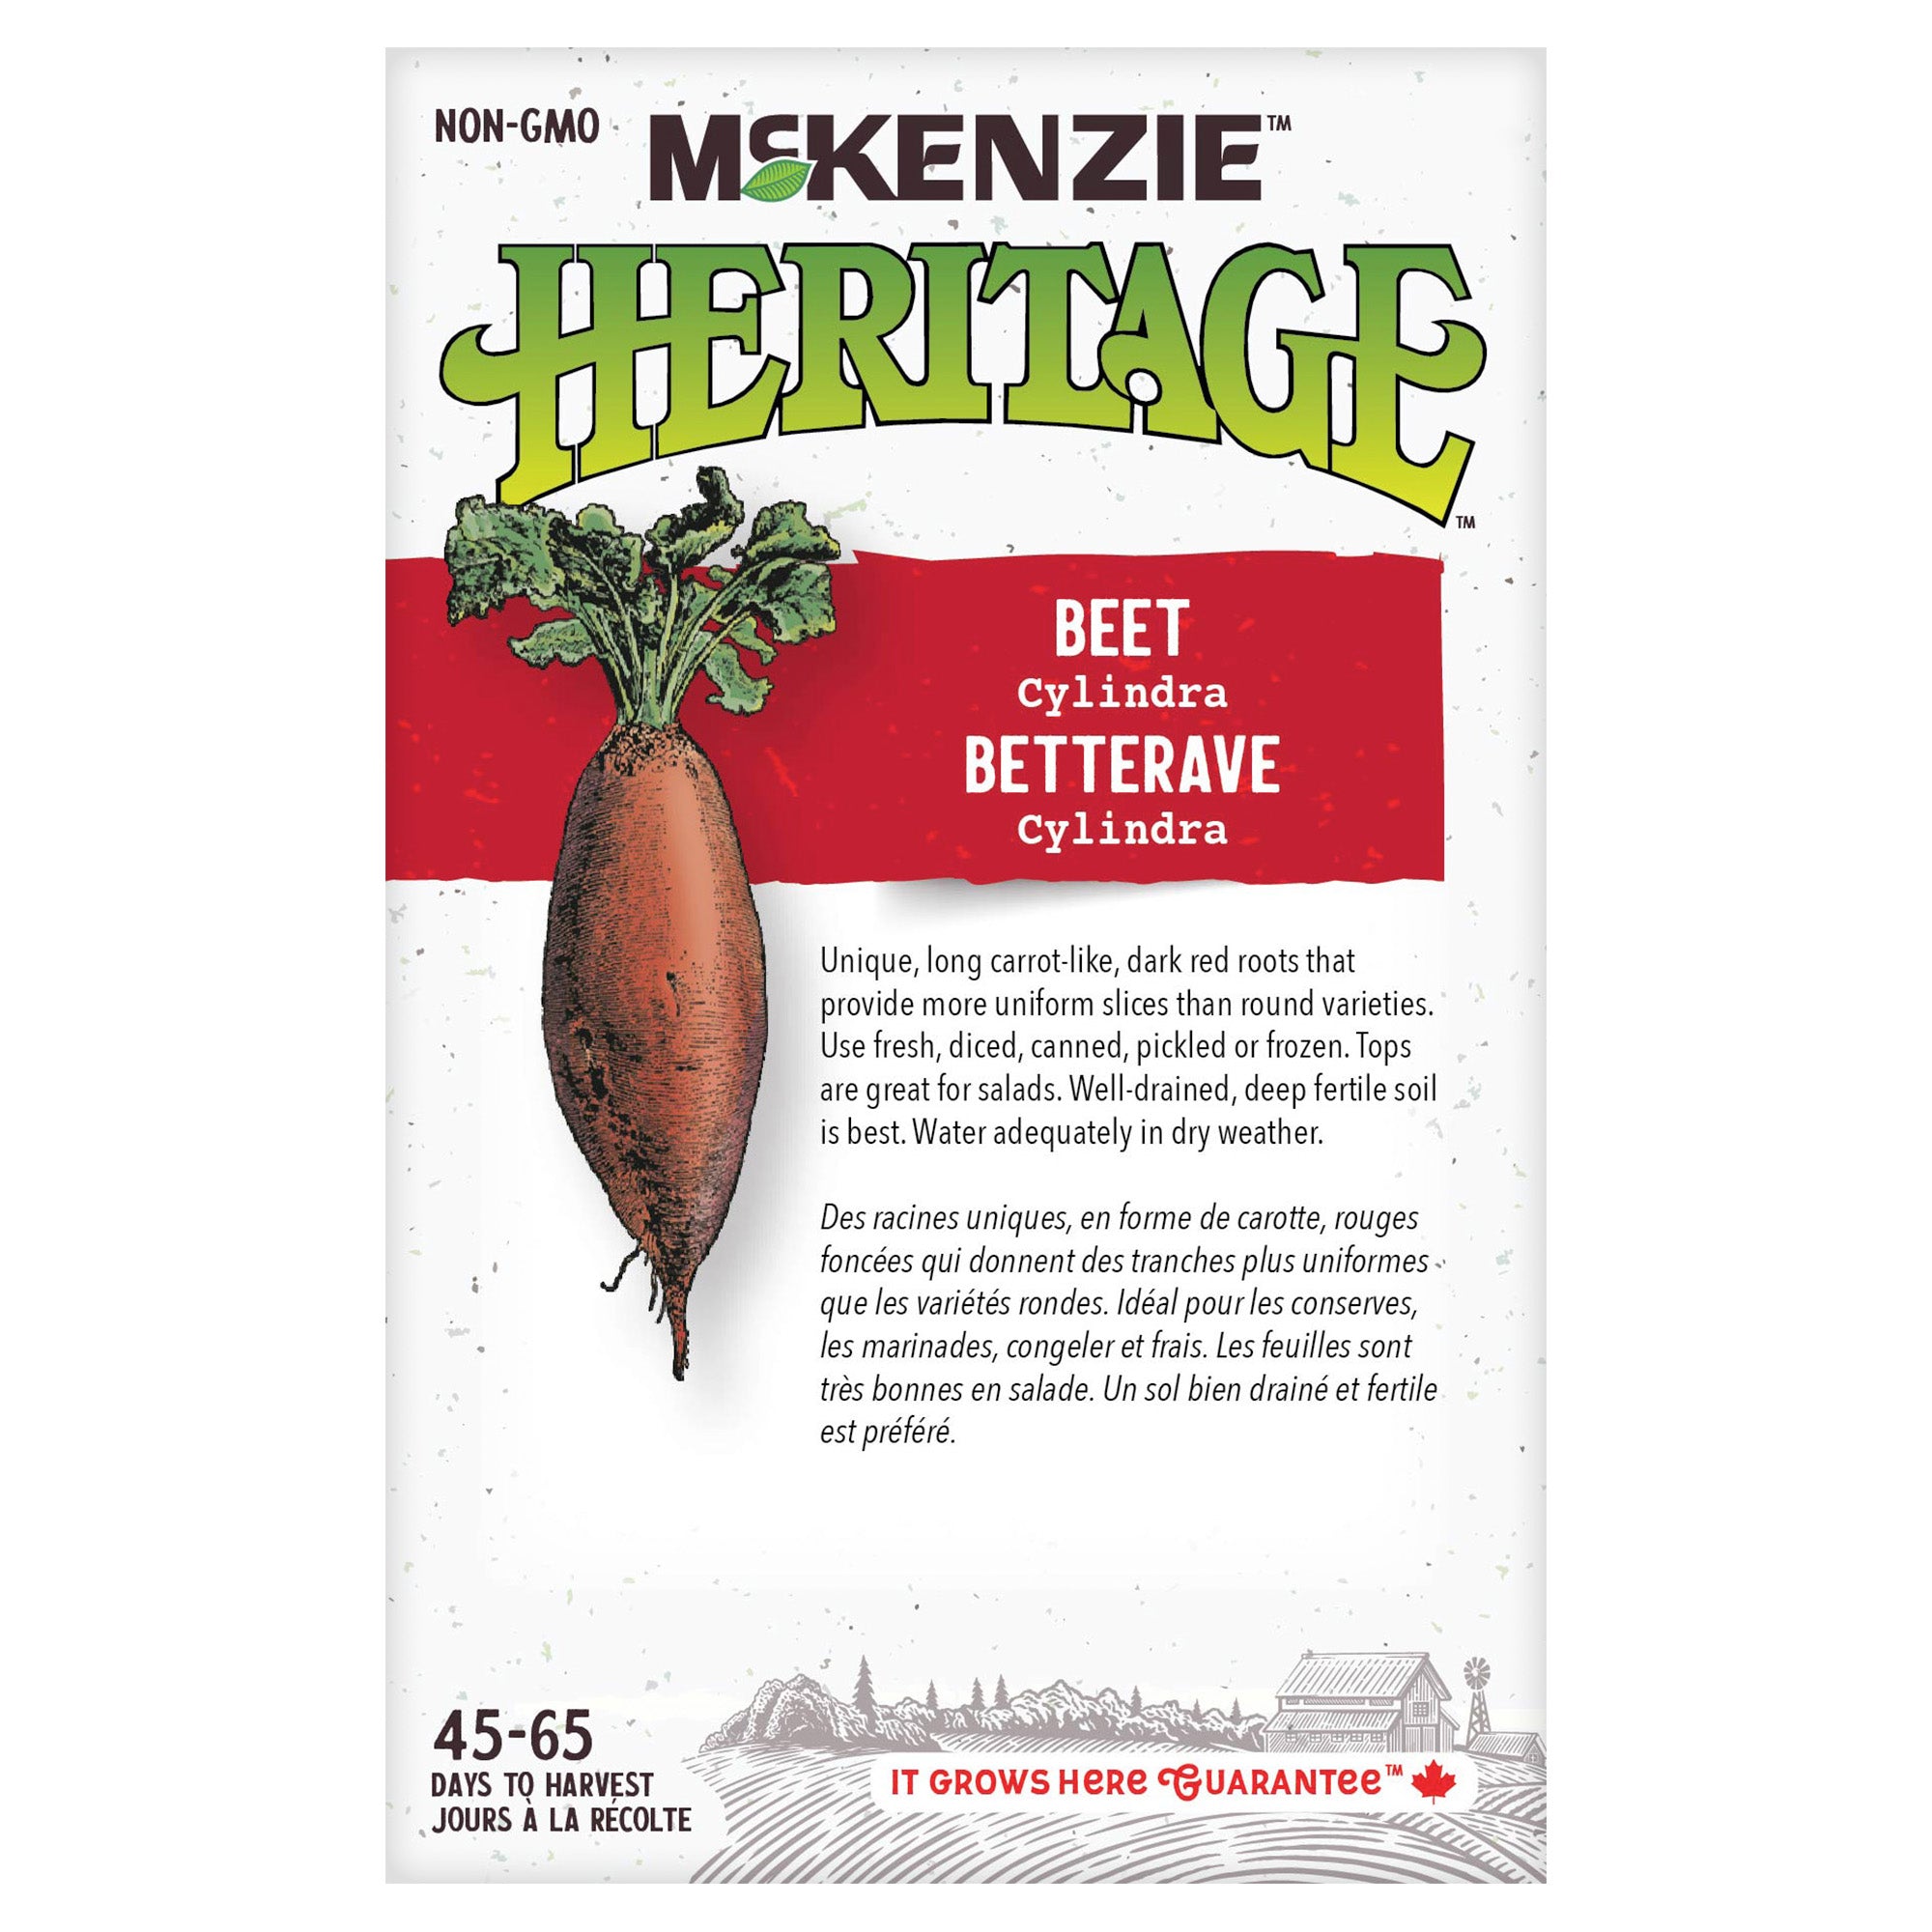 NON-GMO
McKENZIE™
HERITAGE™
BEET
Cylindra
BETTERAVE
Cylindra
Unique, long carrot-like, dark red roots that
provide more uniform slices than round varieties.
Use fresh, diced, canned, pickled or frozen. Tops
are great for salads. Well-drained, deep fertile soil
is best. Water adequately in dry weather.
Des racines uniques, en forme de carotte, rouges
foncées qui donnent des tranches plus uniformes
que les variétés rondes. Idéal pour les conserves,
les marinades, congeler et frais. Les feuilles sont
très bonnes en salade. Un sol bien drainé et fertile
est préféré.
45-65
DAYS TO HARVEST
JOURS À LA RÉCOLTE
IT GROWS HERE GUARANTEE™